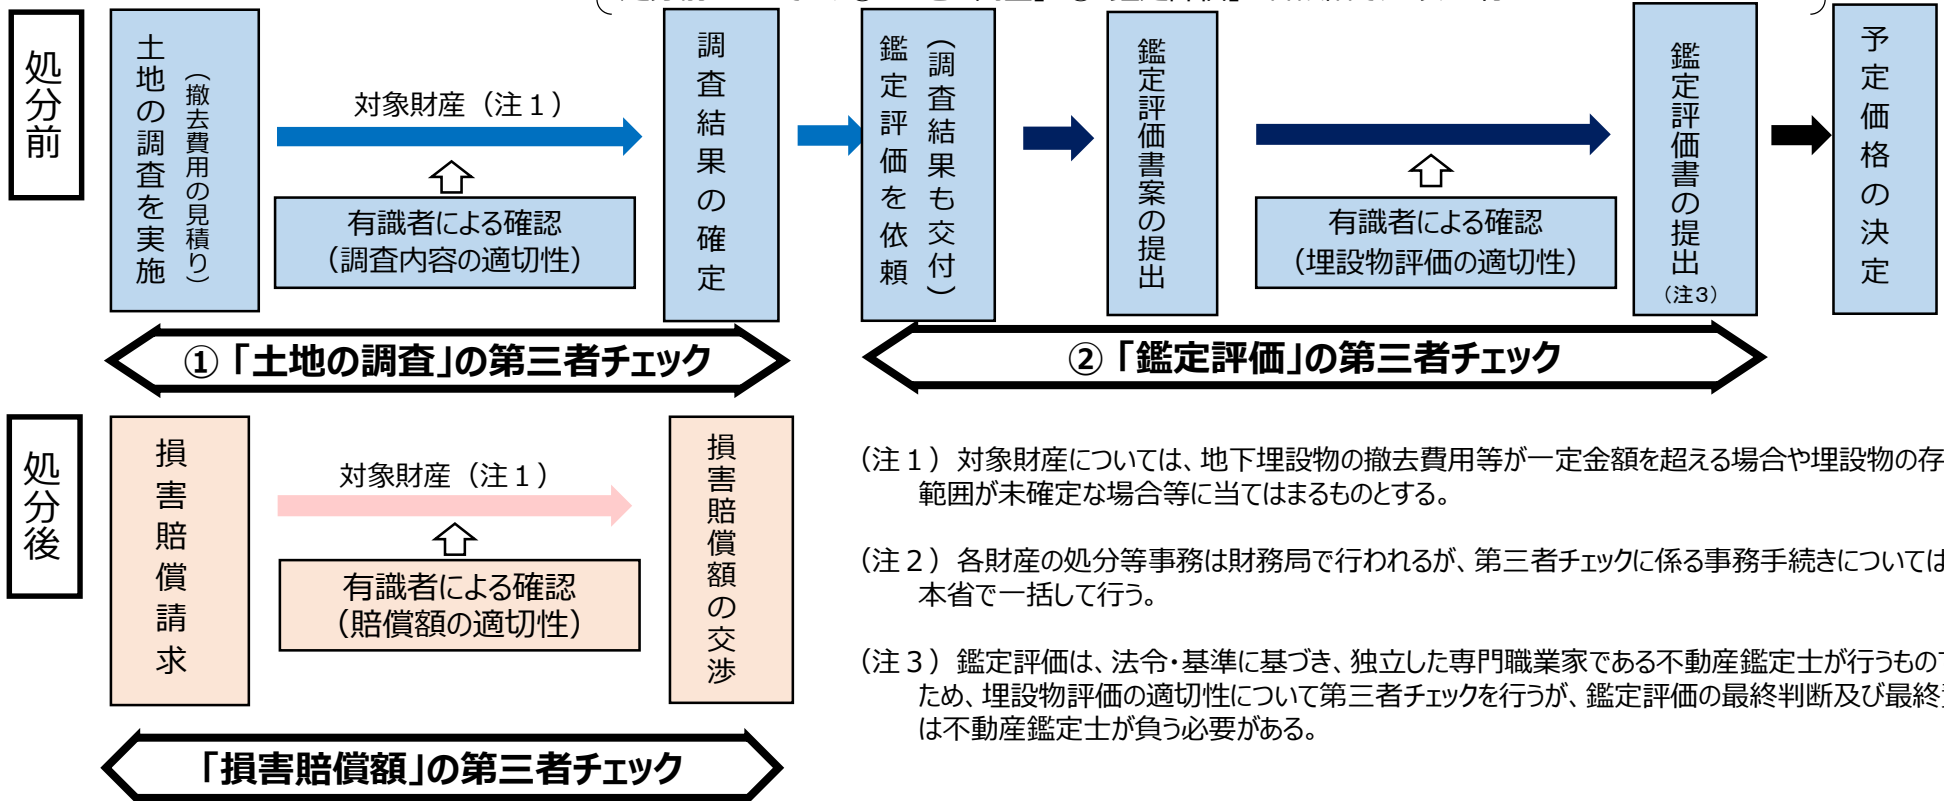 処分前
土地の調査を実施
（撤去費用の見積り）
対象財産（注１）
有識者による確認
（調査内容の適切性）
調査結果の確定
鑑定評価を依頼
（調査結果も交付）
鑑定評価書案の提出
有識者による確認
（埋設物評価の適切性）
鑑定評価書の提出
（注３）
予定価格の決定
①「土地の調査」の第三者チェック
②「鑑定評価」の第三者チェック
処分後
損害賠償請求
対象財産（注１）
有識者による確認
（賠償額の適切性）
損害賠償額の交渉
「損害賠償額」の第三者チェック
（注１）対象財産については、地下埋設物の撤去費用等が一定金額を超える場合や埋設物の存
範囲が未確定な場合等に当てはまるものとする。
（注２）各財産の処分等事務は財務局で行われるが、第三者チェックに係る事務手続きについては
本省で一括して行う。
（注３）鑑定評価は、法令・基準に基づき、独立した専門職業家である不動産鑑定士が行うもので
ため、埋設物評価の適切性について第三者チェックを行うが、鑑定評価の最終判断及び最終
は不動産鑑定士が負う必要がある。